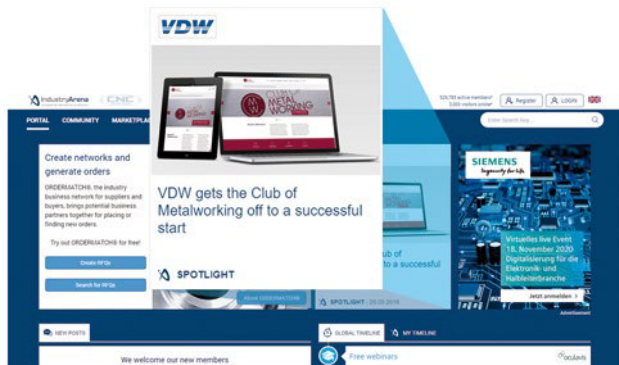 VDW
CLUB
METAL
WORKING
VDW gets the Club of
Metalworking off to a successful
start
SPOTLIGHT
IndustryArena
CNC
active members*
visitors online*
Register
LOGIN
PORTAL COMMUNITY
Enter Search Key...
Create networks and
generate orders
ORDERMATCH®, the industry
business network for suppliers and
buyers, brings potential business
partners together for placing or
finding new orders.
Try out ORDERMATCH® for free!
Create RFQs
Search for RFQs
About ORDERMATCH®
to a successful
SPOTLIGHT
SIEMENS
Ingenuity for life
Virtuelles live Event
18. November 2020
Digitalisierung für die
Elektronik- und
Halbleiterbranche
Jetzt anmelden >
Advertisement
NEW POSTS
We welcome our new members
GLOBAL TIMELINE
MY TIMELINE
Free webinars
oculavis